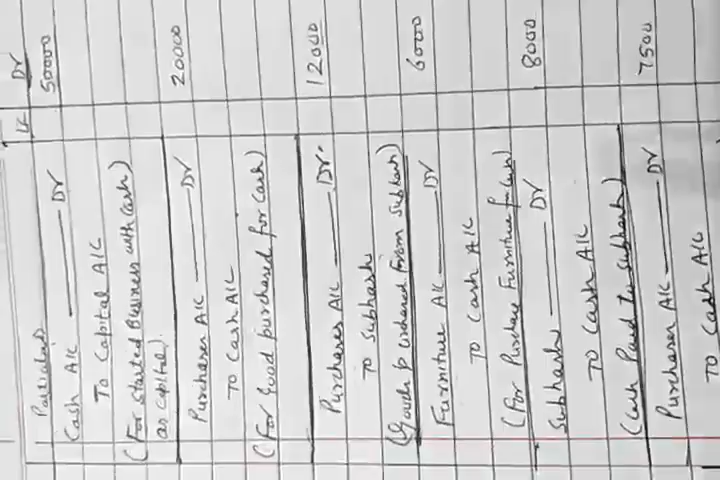 Particulars LF Dr
Cash A/C —— Dr 50000
To Capital A/C
(For started Business with cash
as capital).
Purchases A/C —— Dr 20000
To Cash A/C
(For good purchased for cash)
Purchases A/C —— Dr. 12000
To Subhash
(Goods purchased from Subhash)
Furniture A/C —— Dr 6000
To Cash A/C
(For Purchase Furniture for cash)
Subhash —— Dr 8000
To Cash A/C
(Cash Paid to Subhash)
Purchases A/C —— Dr 7500
To Cash A/C